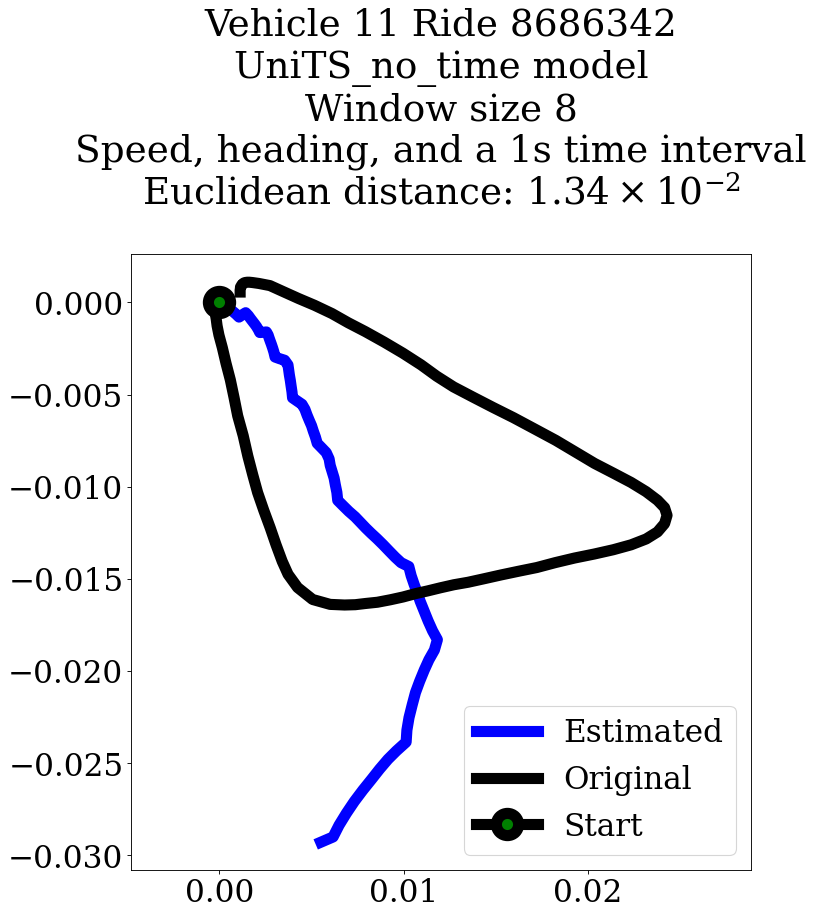 Vehicle 11 Ride 8686342
UniTS_no_time model
Window size 8
Speed, heading, and a 1s time interval
Euclidean distance: 1.34 × 10⁻²
0.000
−0.005
−0.010
−0.015
−0.020
−0.025
−0.030
0.00 0.01 0.02
Estimated
Original
Start